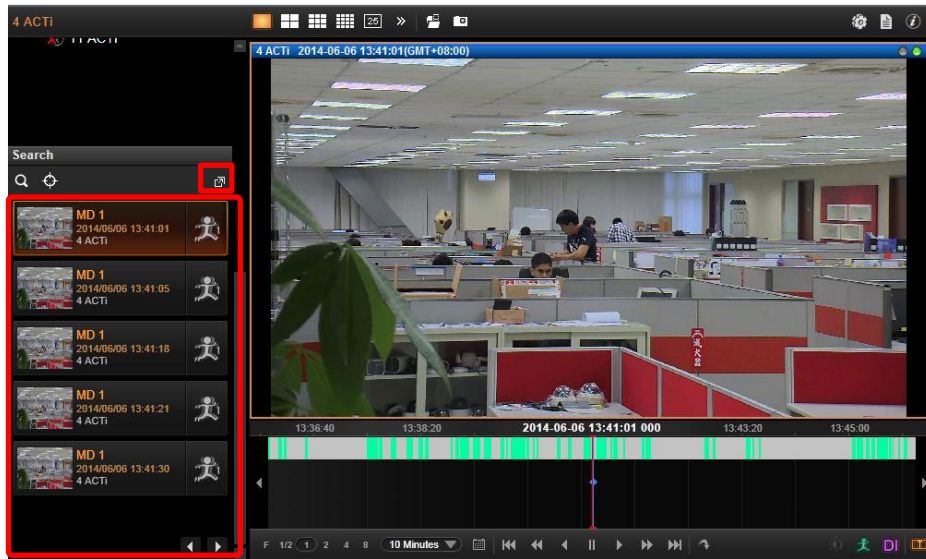 4 ACTi
25
»
4 ACTi 2014-06-06 13:41:01(GMT+08:00)
Search
MD 1
2014/06/06 13:41:01
4 ACTi
MD 1
2014/06/06 13:41:05
4 ACTi
MD 1
2014/06/06 13:41:18
4 ACTi
MD 1
2014/06/06 13:41:21
4 ACTi
MD 1
2014/06/06 13:41:30
4 ACTi
滅火器
13:36:40 13:38:20 2014-06-06 13:41:01 000 13:43:20 13:45:00
F 1/2 1 2 4 8 10 Minutes
DI